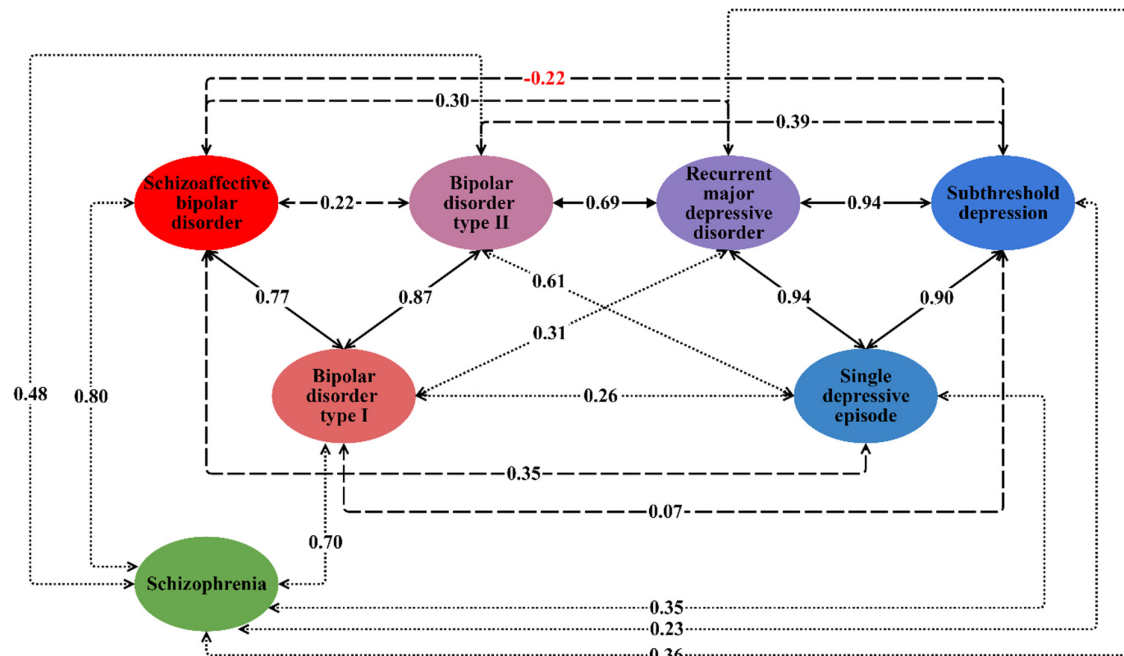 -0.22
0.30
0.39
Schizoaffective
bipolar
disorder
0.22
Bipolar
disorder
type II
0.69
Recurrent
major
depressive
disorder
0.94
Subthreshold
depression
0.77
0.87
0.61
0.31
0.94
0.90
0.48
0.80
Bipolar
disorder
type I
0.26
Single
depressive
episode
0.35
0.07
0.70
Schizophrenia
0.35
0.23
0.36